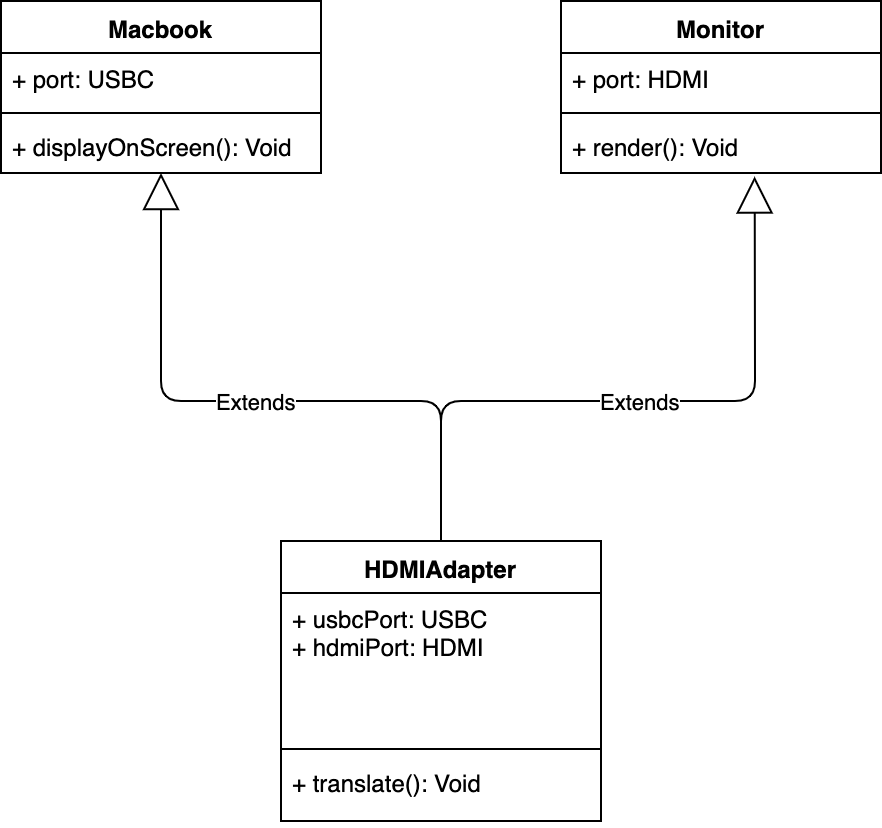 Macbook
+ port: USBC
+ displayOnScreen(): Void
Monitor
+ port: HDMI
+ render(): Void
Extends
Extends
HDMIAdapter
+ usbcPort: USBC
+ hdmiPort: HDMI
+ translate(): Void